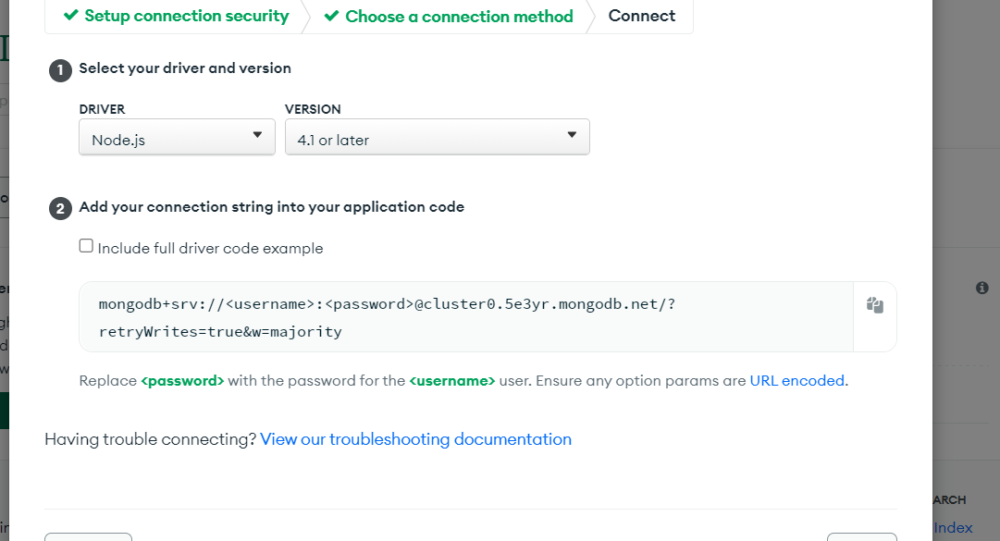 Setup connection security
Choose a connection method
Connect
1 Select your driver and version
DRIVER
VERSION
Node.js
4.1 or later
2 Add your connection string into your application code
Include full driver code example
mongodb+srv://<username>:<password>@cluster0.5e3yr.mongodb.net/?
retryWrites=true&w=majority
Replace <password> with the password for the <username> user. Ensure any option params are URL encoded.
Having trouble connecting? View our troubleshooting documentation
ARCH
Index